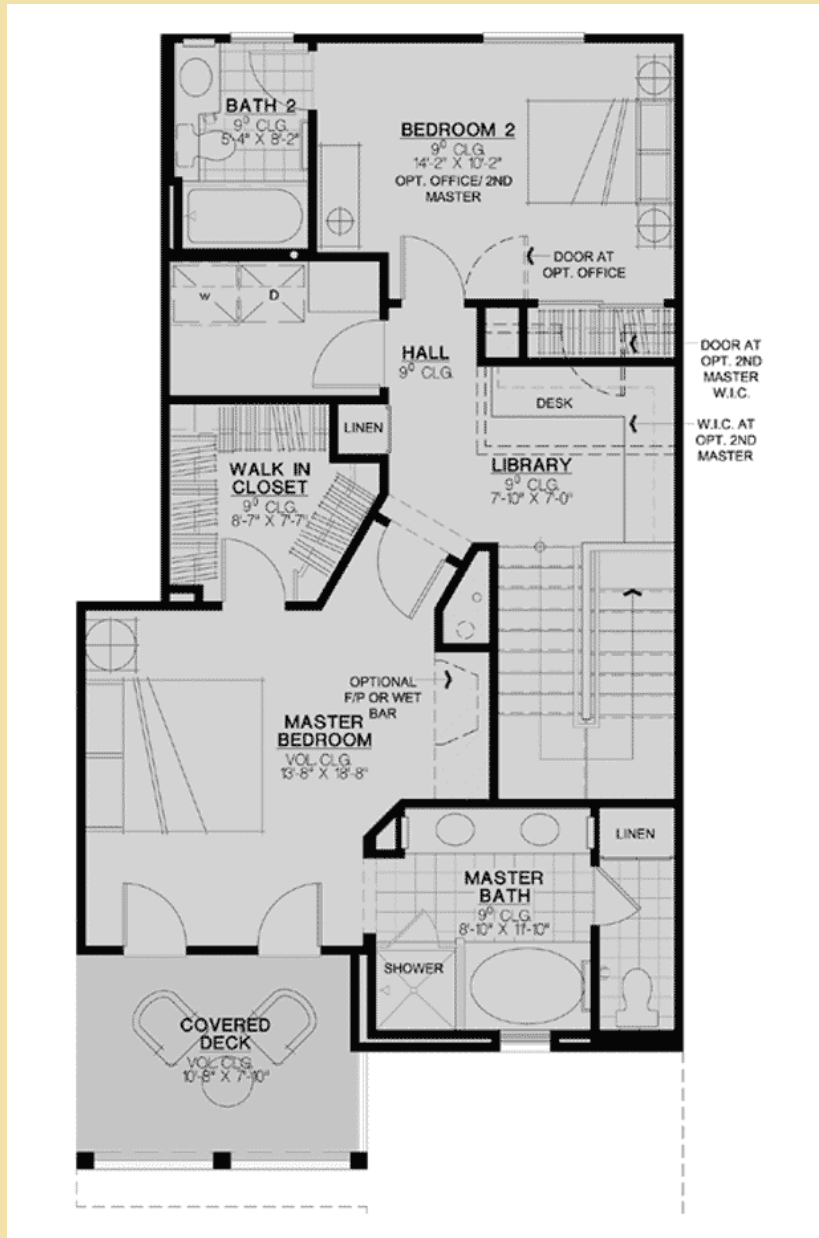 BATH 2
9⁰ CLG.
5'-4" X 8'-2"
BEDROOM 2
9⁰ CLG.
14'-2" X 10'-2"
OPT. OFFICE/ 2ND
MASTER
DOOR AT
OPT. OFFICE
W
D
HALL
9⁰ CLG.
DOOR AT
OPT. 2ND
MASTER
W.I.C.
DESK
W.I.C. AT
OPT. 2ND
MASTER
LINEN
LIBRARY
9⁰ CLG.
7'-10" X 7'-0"
WALK IN
CLOSET
9⁰ CLG.
8'-7" X 7'-7"
OPTIONAL
F/P OR WET
BAR
MASTER
BEDROOM
VOL. CLG.
13'-8" X 18'-8"
LINEN
MASTER
BATH
9⁰ CLG.
8'-10" X 11'-10"
SHOWER
COVERED
DECK
VOL. CLG.
10'-8" X 7'-10"